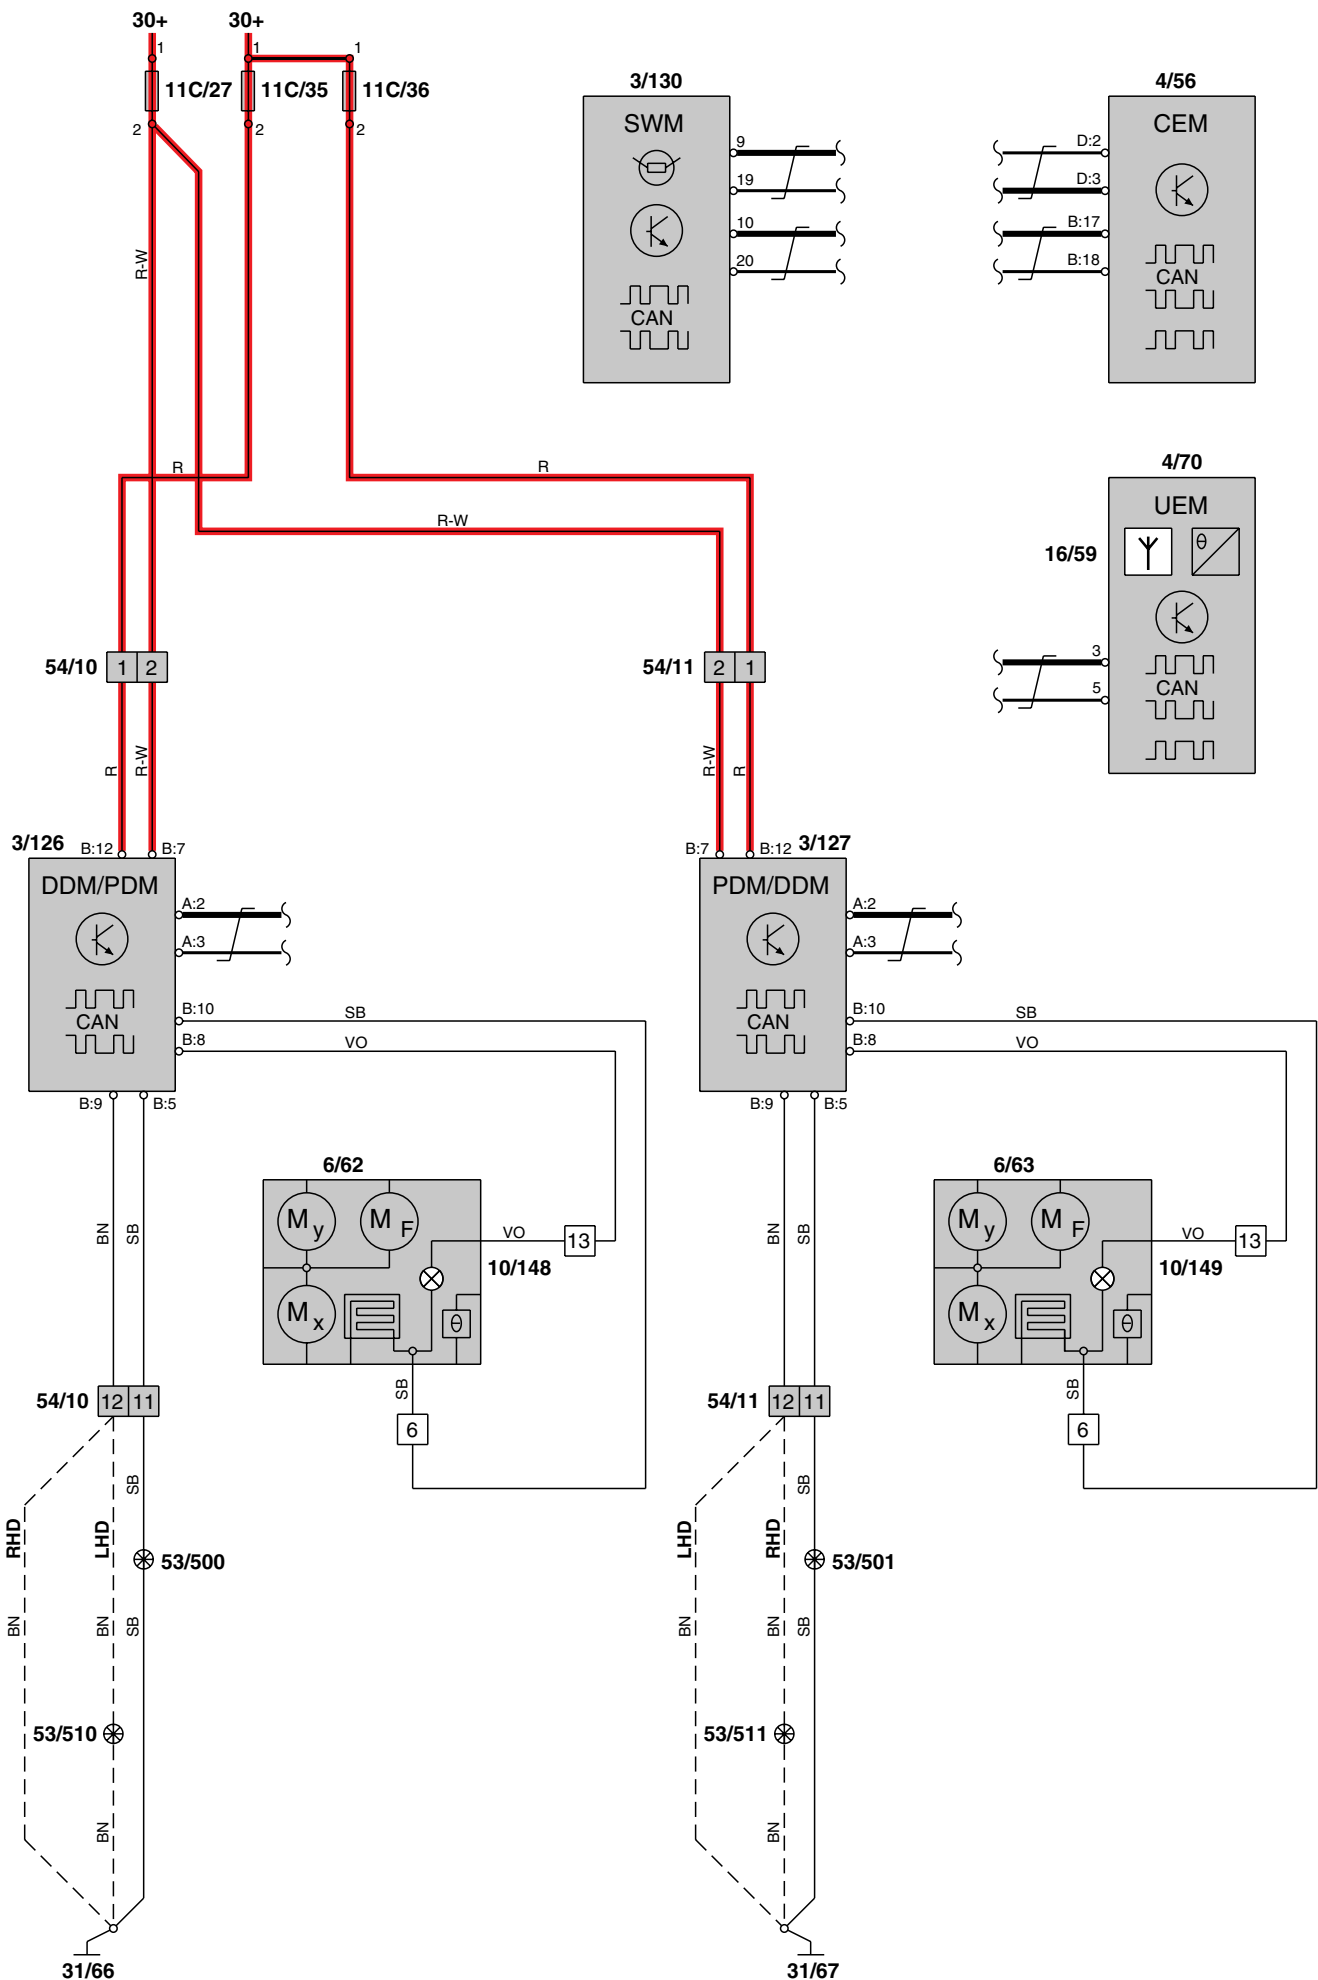 30+ 30+
1 1 1
11C/27 11C/35 11C/36
2 2 2
3/130
SWM
9
19
10
20
CAN
4/56
CEM
D:2
D:3
B:17
B:18
CAN
R-W
R R
R-W
4/70
UEM
16/59
θ
3
5
CAN
54/10 1 2
54/11 2 1
R R-W
R-W R
3/126 B:12 B:7
DDM/PDM
A:2
A:3
CAN
B:10 SB
B:8 VO
B:9 B:5
B:7 B:12 3/127
PDM/DDM
A:2
A:3
CAN
B:10 SB
B:8 VO
B:9 B:5
BN SB
6/62
My MF
Mx
θ
VO 13
10/148
SB
6
BN SB
6/63
My MF
Mx
θ
VO 13
10/149
SB
6
54/10 12 11
SB
RHD LHD
53/500
BN BN SB
53/510
BN
31/66
54/11 12 11
SB
LHD RHD
53/501
BN BN SB
53/511
BN
31/67